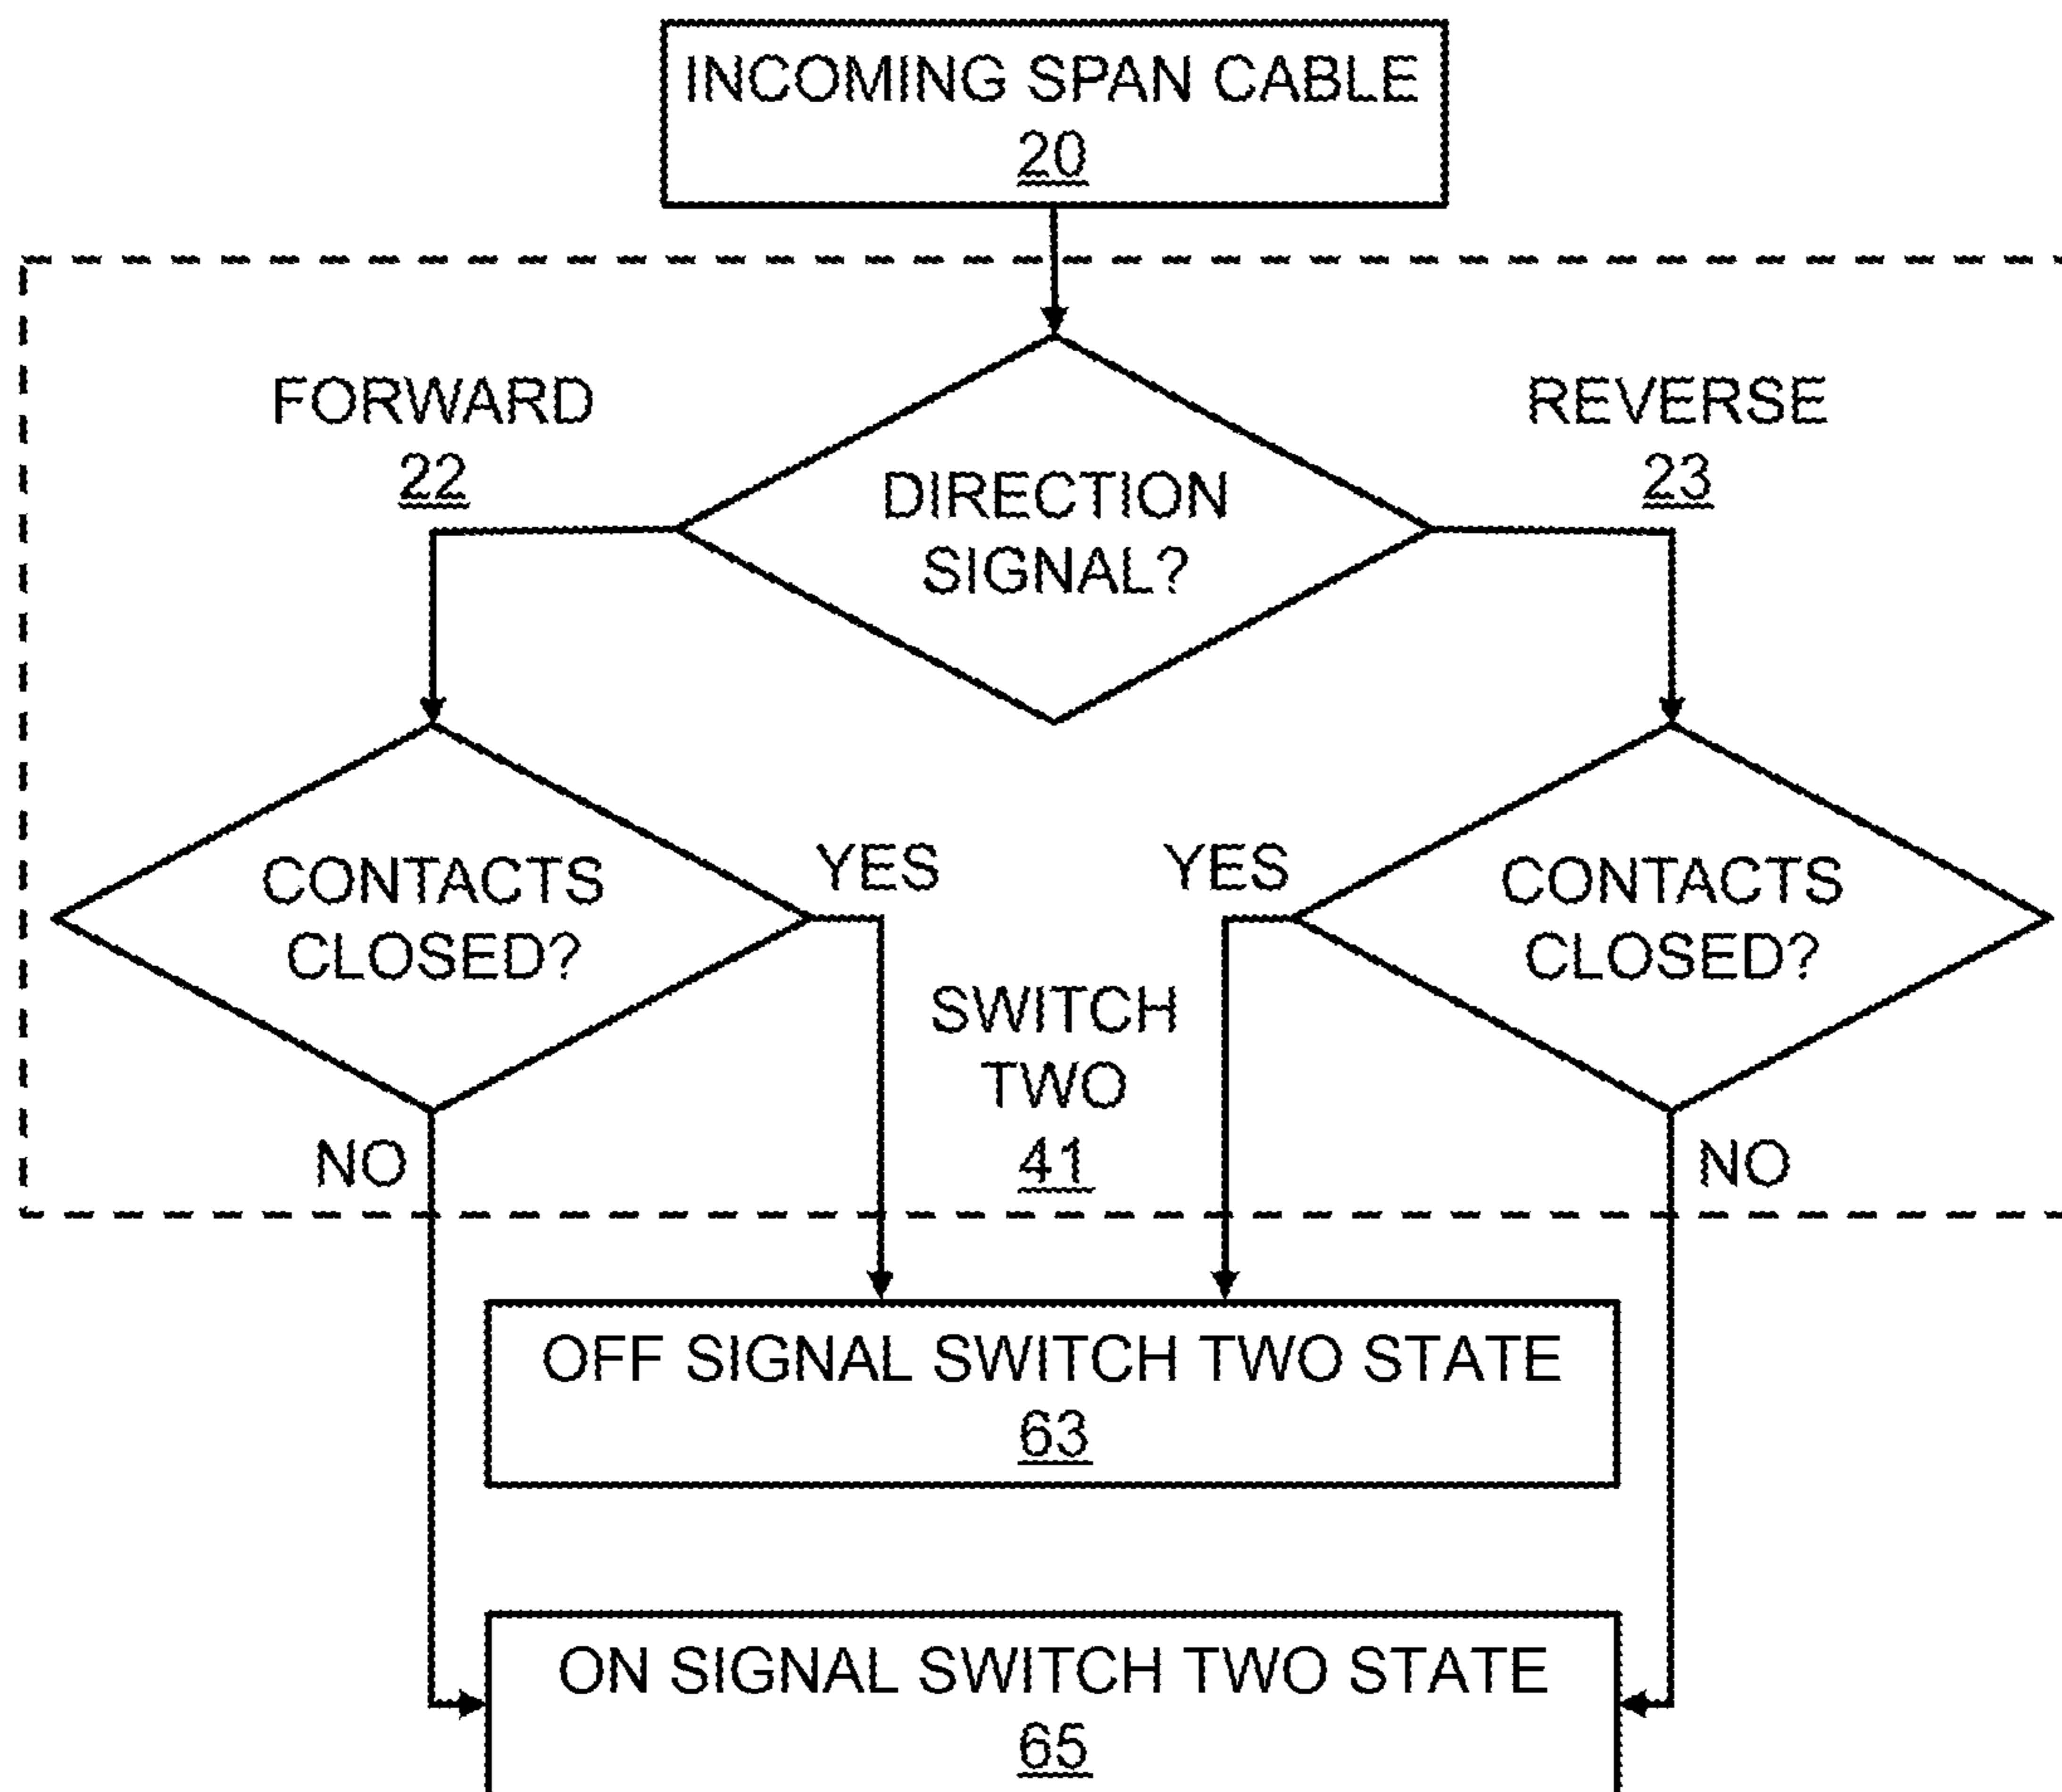 INCOMING SPAN CABLE
20
FORWARD
22
REVERSE
23
DIRECTION
SIGNAL?
CONTACTS
CLOSED?
YES
YES
CONTACTS
CLOSED?
SWITCH
TWO
41
NO
NO
OFF SIGNAL SWITCH TWO STATE
63
ON SIGNAL SWITCH TWO STATE
65